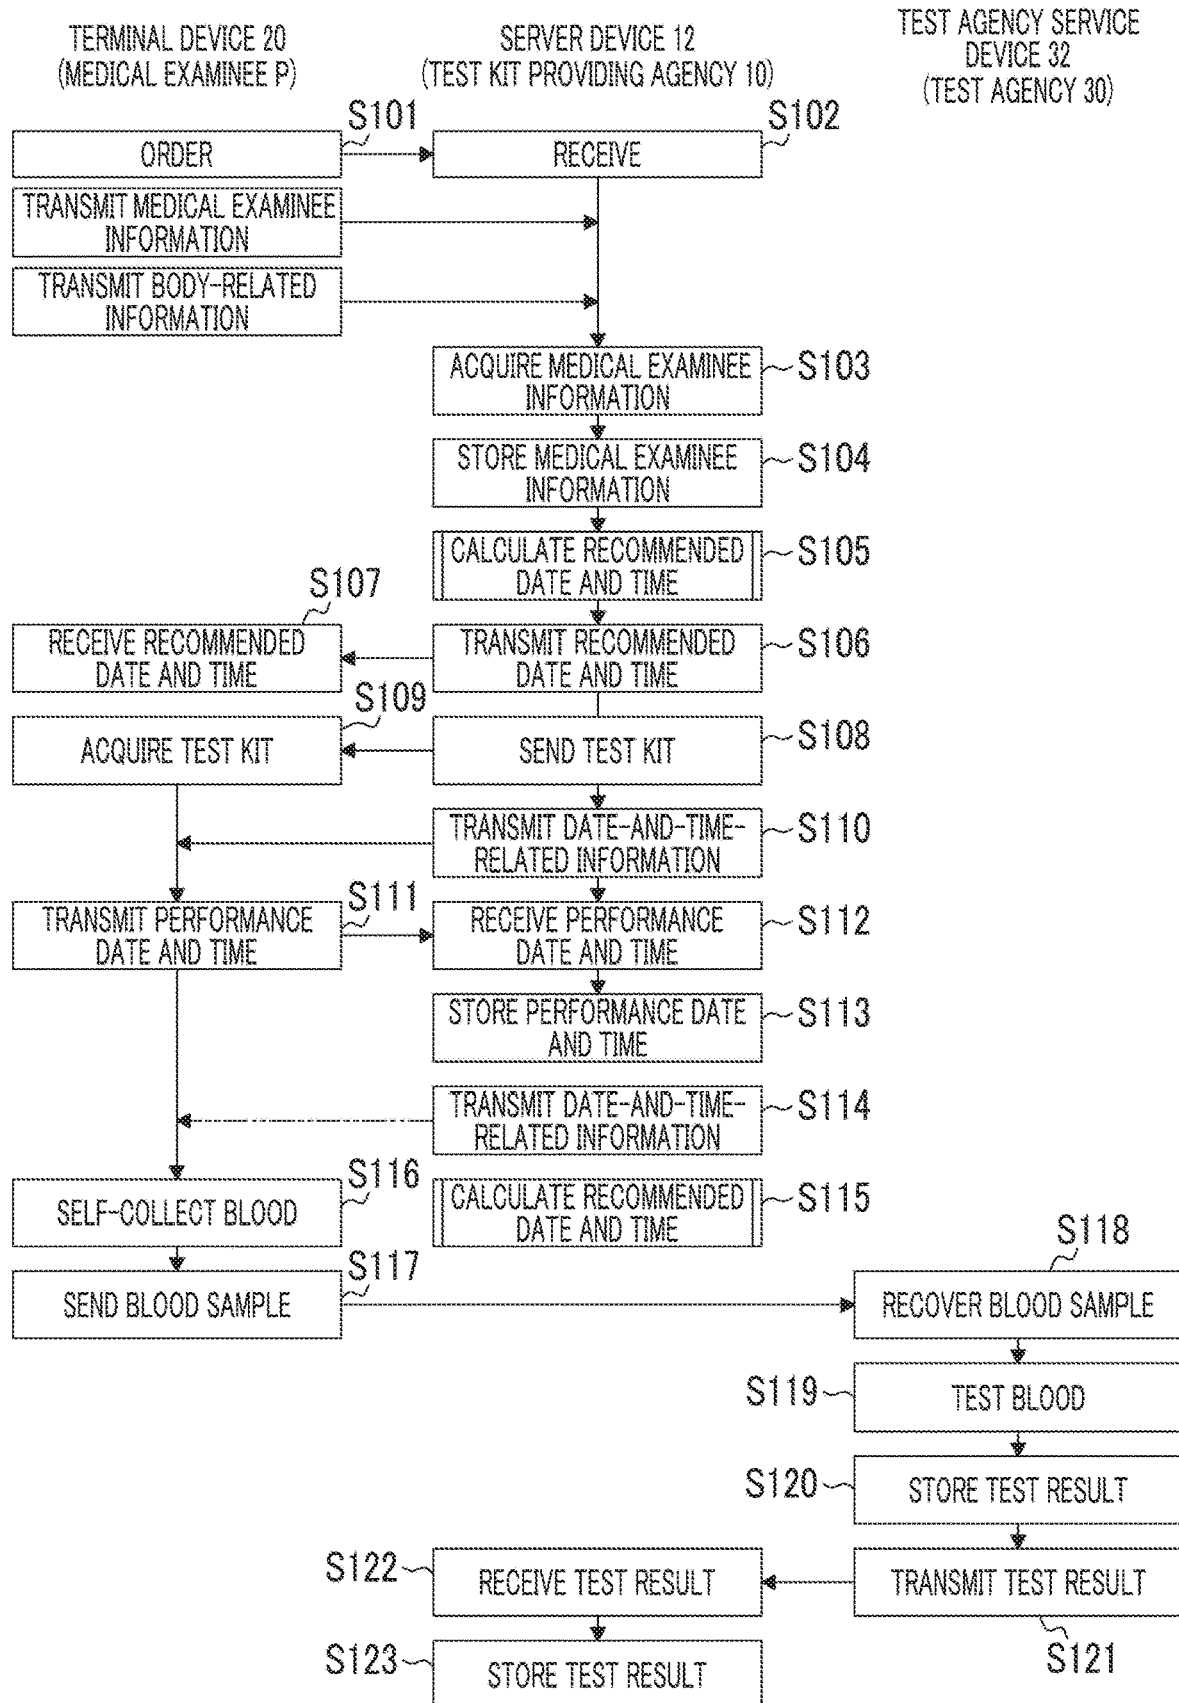 TERMINAL DEVICE 20
(MEDICAL EXAMINEE P)
SERVER DEVICE 12
(TEST KIT PROVIDING AGENCY 10)
TEST AGENCY SERVICE
DEVICE 32
(TEST AGENCY 30)
S101
ORDER
S102
RECEIVE
TRANSMIT MEDICAL EXAMINEE
INFORMATION
TRANSMIT BODY-RELATED
INFORMATION
ACQUIRE MEDICAL EXAMINEE
INFORMATION
S103
STORE MEDICAL EXAMINEE
INFORMATION
S104
CALCULATE RECOMMENDED
DATE AND TIME
S105
S107
RECEIVE RECOMMENDED
DATE AND TIME
TRANSMIT RECOMMENDED
DATE AND TIME
S106
S109
ACQUIRE TEST KIT
SEND TEST KIT
S108
TRANSMIT DATE-AND-TIME-
RELATED INFORMATION
S110
S111
TRANSMIT PERFORMANCE
DATE AND TIME
RECEIVE PERFORMANCE
DATE AND TIME
S112
STORE PERFORMANCE DATE
AND TIME
S113
TRANSMIT DATE-AND-TIME-
RELATED INFORMATION
S114
S116
SELF-COLLECT BLOOD
CALCULATE RECOMMENDED
DATE AND TIME
S115
S117
SEND BLOOD SAMPLE
S118
RECOVER BLOOD SAMPLE
S119
TEST BLOOD
S120
STORE TEST RESULT
S122
RECEIVE TEST RESULT
TRANSMIT TEST RESULT
S121
S123
STORE TEST RESULT